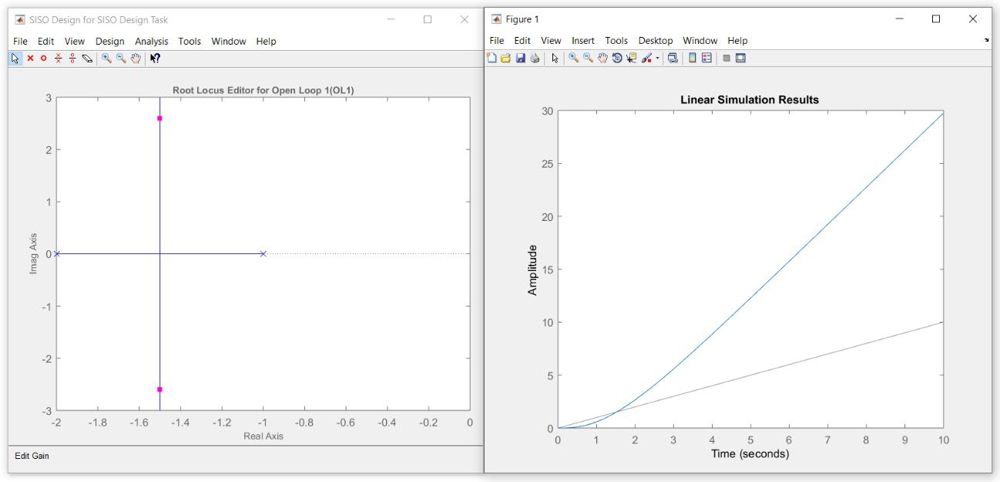 SISO Design for SISO Design Task
File Edit View Design Analysis Tools Window Help
Root Locus Editor for Open Loop 1(OL1)
3
2
1
0
-1
-2
-3
Imag Axis
-2 -1.8 -1.6 -1.4 -1.2 -1 -0.8 -0.6 -0.4 -0.2 0
Real Axis
Edit Gain
Figure 1
File Edit View Insert Tools Desktop Window Help
Linear Simulation Results
30
25
20
15
10
5
0
Amplitude
0 1 2 3 4 5 6 7 8 9 10
Time (seconds)